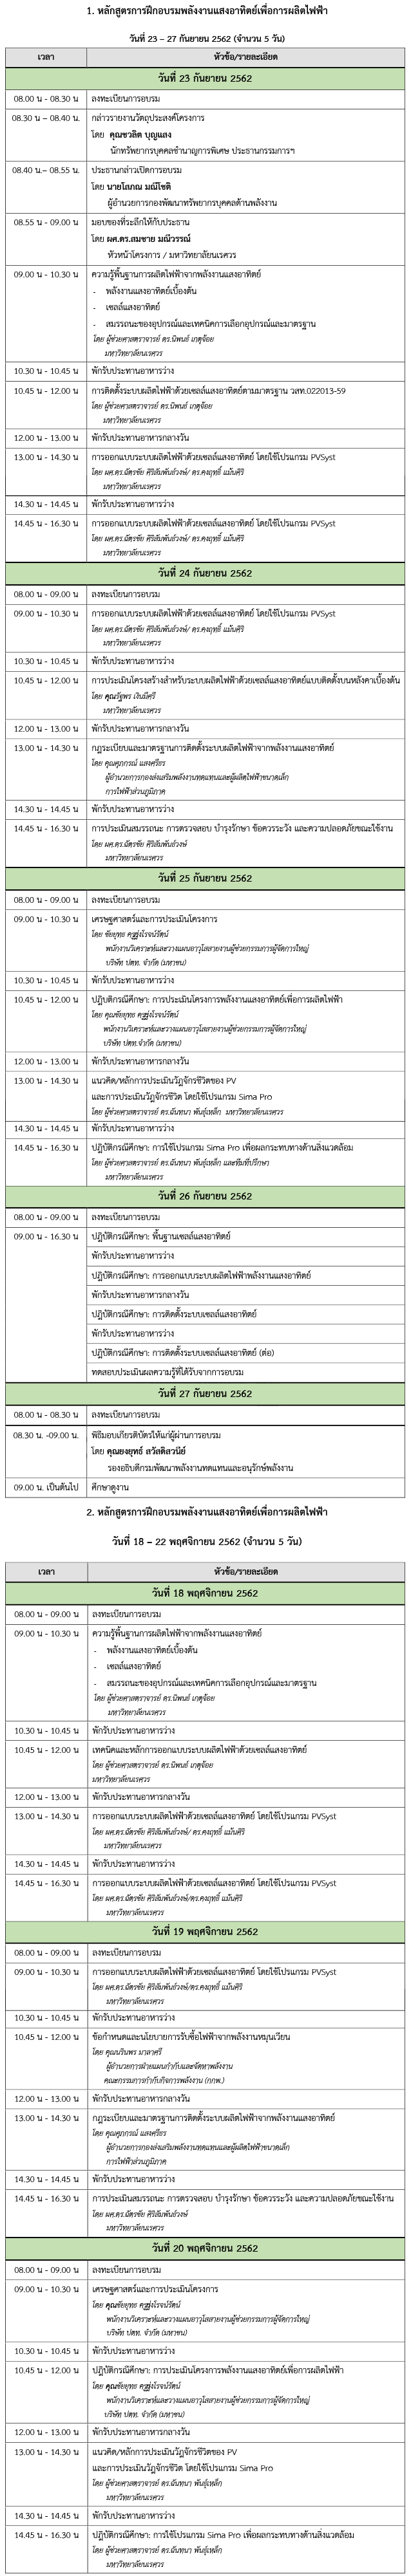 1. หลักสูตรการฝึกอบรมพลังงานแสงอาทิตย์เพื่อการผลิตไฟฟ้า
วันที่ 23 – 27 กันยายน 2562 (จำนวน 5 วัน)
เวลา หัวข้อ/รายละเอียด
วันที่ 23 กันยายน 2562
08.00 น - 08.30 น ลงทะเบียนการอบรม
08.30 น – 08.40 น. กล่าวรายงานวัตถุประสงค์โครงการ
โดย คุณชวลิต บุญแสง
นักทรัพยากรบุคคลชำนาญการพิเศษ ประธานกรรมการฯ
08.40 น.– 08.55 น. ประธานกล่าวเปิดการอบรม
โดย นายโสภณ มณีโชติ
ผู้อำนวยการกองพัฒนาทรัพยากรบุคคลด้านพลังงาน
08.55 น - 09.00 น มอบของที่ระลึกให้กับประธาน
โดย ผศ.ดร.สมชาย มณีวรรณ์
หัวหน้าโครงการ / มหาวิทยาลัยนเรศวร
09.00 น - 10.30 น ความรู้พื้นฐานการผลิตไฟฟ้าจากพลังงานแสงอาทิตย์
- พลังงานแสงอาทิตย์เบื้องต้น
- เซลล์แสงอาทิตย์
- สมรรถนะของอุปกรณ์และเทคนิคการเลือกอุปกรณ์และมาตรฐาน
โดย ผู้ช่วยศาสตราจารย์ ดร.นิพนธ์ เกตุจ้อย
มหาวิทยาลัยนเรศวร
10.30 น - 10.45 น พักรับประทานอาหารว่าง
10.45 น - 12.00 น การติดตั้งระบบผลิตไฟฟ้าด้วยเซลล์แสงอาทิตย์ตามมาตรฐาน วสท.022013-59
โดย ผู้ช่วยศาสตราจารย์ ดร.นิพนธ์ เกตุจ้อย
มหาวิทยาลัยนเรศวร
12.00 น - 13.00 น พักรับประทานอาหารกลางวัน
13.00 น - 14.30 น การออกแบบระบบผลิตไฟฟ้าด้วยเซลล์แสงอาทิตย์ โดยใช้โปรแกรม PVSyst
โดย ผศ.ดร.ฉัตรชัย ศิริสัมพันธ์วงษ์/ ดร.คงฤทธิ์ แม้นศิริ
มหาวิทยาลัยนเรศวร
14.30 น - 14.45 น พักรับประทานอาหารว่าง
14.45 น - 16.30 น การออกแบบระบบผลิตไฟฟ้าด้วยเซลล์แสงอาทิตย์ โดยใช้โปรแกรม PVSyst
โดย ผศ.ดร.ฉัตรชัย ศิริสัมพันธ์วงษ์/ ดร.คงฤทธิ์ แม้นศิริ
มหาวิทยาลัยนเรศวร
วันที่ 24 กันยายน 2562
08.00 น - 09.00 น ลงทะเบียนการอบรม
09.00 น - 10.30 น การออกแบบระบบผลิตไฟฟ้าด้วยเซลล์แสงอาทิตย์ โดยใช้โปรแกรม PVSyst
โดย ผศ.ดร.ฉัตรชัย ศิริสัมพันธ์วงษ์/ ดร.คงฤทธิ์ แม้นศิริ
มหาวิทยาลัยนเรศวร
10.30 น - 10.45 น พักรับประทานอาหารว่าง
10.45 น - 12.00 น การประเมินโครงสร้างสำหรับระบบผลิตไฟฟ้าด้วยเซลล์แสงอาทิตย์แบบติดตั้งบนหลังคาเบื้องต้น
โดย คุณรัฐพร เงินมีศรี
มหาวิทยาลัยนเรศวร
12.00 น - 13.00 น พักรับประทานอาหารกลางวัน
13.00 น - 14.30 น กฎระเบียบและมาตรฐานการติดตั้งระบบผลิตไฟฟ้าจากพลังงานแสงอาทิตย์
โดย คุณศุภกรณ์ แสงศรีธร
ผู้อำนวยการกองส่งเสริมพลังงานทดแทนและผู้ผลิตไฟฟ้าขนาดเล็ก
การไฟฟ้าส่วนภูมิภาค
14.30 น - 14.45 น พักรับประทานอาหารว่าง
14.45 น - 16.30 น การประเมินสมรรถนะ การตรวจสอบ บำรุงรักษา ข้อควรระวัง และความปลอดภัยขณะใช้งาน
โดย ผศ.ดร.ฉัตรชัย ศิริสัมพันธ์วงษ์
มหาวิทยาลัยนเรศวร
วันที่ 25 กันยายน 2562
08.00 น - 09.00 น ลงทะเบียนการอบรม
09.00 น - 10.30 น เศรษฐศาสตร์และการประเมินโครงการ
โดย ชัยยุทธ
พนักงานวิเคราะห์และวางแผนอาวุโสสายงานผู้ช่วยกรรมการผู้จัดการใหญ่
บริษัท ปตท. จำกัด (มหาชน)
10.30 น - 10.45 น พักรับประทานอาหารว่าง
10.45 น - 12.00 น ปฏิบัติกรณีศึกษา: การประเมินโครงการพลังงานแสงอาทิตย์เพื่อการผลิตไฟฟ้า
โดย คุณชัยยุทธ
พนักงานวิเคราะห์และวางแผนอาวุโสสายงานผู้ช่วยกรรมการผู้จัดการใหญ่
บริษัท ปตท.จำกัด (มหาชน)
12.00 น - 13.00 น พักรับประทานอาหารกลางวัน
13.00 น - 14.30 น แนวคิด/หลักการประเมินวัฏจักรชีวิตของ PV
และการประเมินวัฏจักรชีวิต โดยใช้โปรแกรม Sima Pro
โดย ผู้ช่วยศาสตราจารย์ ดร.ฉันทนา พันธุ์เหล็ก มหาวิทยาลัยนเรศวร
14.30 น - 14.45 น พักรับประทานอาหารว่าง
14.45 น - 16.30 น ปฏิบัติกรณีศึกษา: การใช้โปรแกรม Sima Pro เพื่อผลกระทบทางด้านสิ่งแวดล้อม
โดย ผู้ช่วยศาสตราจารย์ ดร.ฉันทนา พันธุ์เหล็ก และทีมที่ปรึกษา
มหาวิทยาลัยนเรศวร
วันที่ 26 กันยายน 2562
08.00 น - 09.00 น ลงทะเบียนการอบรม
09.00 น - 16.30 น ปฏิบัติกรณีศึกษา: พื้นฐานเซลล์แสงอาทิตย์
พักรับประทานอาหารว่าง
ปฏิบัติกรณีศึกษา: การออกแบบระบบผลิตไฟฟ้าพลังงานแสงอาทิตย์
พักรับประทานอาหารกลางวัน
ปฏิบัติกรณีศึกษา: การติดตั้งระบบเซลล์แสงอาทิตย์
พักรับประทานอาหารว่าง
ปฏิบัติกรณีศึกษา: การติดตั้งระบบเซลล์แสงอาทิตย์ (ต่อ)
ทดสอบประเมินผลความรู้ที่ได้รับจากการอบรม
วันที่ 27 กันยายน 2562
08.00 น - 08.30 น ลงทะเบียนการอบรม
08.30 น. -09.00 น. พิธีมอบเกียรติบัตรให้แก่ผู้ผ่านการอบรม
โดย คุณยงยุทธ์ สวัสดิสวนีย์
รองอธิบดีกรมพัฒนาพลังงานทดแทนและอนุรักษ์พลังงาน
09.00 น. เป็นต้นไป ศึกษาดูงาน
2. หลักสูตรการฝึกอบรมพลังงานแสงอาทิตย์เพื่อการผลิตไฟฟ้า
วันที่ 18 – 22 พฤศจิกายน 2562 (จำนวน 5 วัน)
เวลา หัวข้อ/รายละเอียด
วันที่ 18 พฤศจิกายน 2562
08.00 น - 09.00 น ลงทะเบียนการอบรม
09.00 น - 10.30 น ความรู้พื้นฐานการผลิตไฟฟ้าจากพลังงานแสงอาทิตย์
- พลังงานแสงอาทิตย์เบื้องต้น
- เซลล์แสงอาทิตย์
- สมรรถนะของอุปกรณ์และเทคนิคการเลือกอุปกรณ์และมาตรฐาน
โดย ผู้ช่วยศาสตราจารย์ ดร.นิพนธ์ เกตุจ้อย
มหาวิทยาลัยนเรศวร
10.30 น - 10.45 น พักรับประทานอาหารว่าง
10.45 น - 12.00 น เทคนิคและหลักการออกแบบระบบผลิตไฟฟ้าด้วยเซลล์แสงอาทิตย์
โดย ผู้ช่วยศาสตราจารย์ ดร.นิพนธ์ เกตุจ้อย
มหาวิทยาลัยนเรศวร
12.00 น - 13.00 น พักรับประทานอาหารกลางวัน
13.00 น - 14.30 น การออกแบบระบบผลิตไฟฟ้าด้วยเซลล์แสงอาทิตย์ โดยใช้โปรแกรม PVSyst
โดย ผศ.ดร.ฉัตรชัย ศิริสัมพันธ์วงษ์/ ดร.คงฤทธิ์ แม้นศิริ
มหาวิทยาลัยนเรศวร
14.30 น - 14.45 น พักรับประทานอาหารว่าง
14.45 น - 16.30 น การออกแบบระบบผลิตไฟฟ้าด้วยเซลล์แสงอาทิตย์ โดยใช้โปรแกรม PVSyst
โดย ผศ.ดร.ฉัตรชัย ศิริสัมพันธ์วงษ์/ดร.คงฤทธิ์ แม้นศิริ
มหาวิทยาลัยนเรศวร
วันที่ 19 พฤศจิกายน 2562
08.00 น - 09.00 น ลงทะเบียนการอบรม
09.00 น - 10.30 น การออกแบบระบบผลิตไฟฟ้าด้วยเซลล์แสงอาทิตย์ โดยใช้โปรแกรม PVSyst
โดย ผศ.ดร.ฉัตรชัย ศิริสัมพันธ์วงษ์/ดร.คงฤทธิ์ แม้นศิริ
มหาวิทยาลัยนเรศวร
10.30 น - 10.45 น พักรับประทานอาหารว่าง
10.45 น - 12.00 น ข้อกำหนดและนโยบายการรับซื้อไฟฟ้าจากพลังงานหมุนเวียน
โดย คุณนรินพร มาลาศรี
ผู้อำนวยการฝ่ายแผนกำกับและจัดหาพลังงาน
คณะกรรมการกำกับกิจการพลังงาน (กกพ.)
12.00 น - 13.00 น พักรับประทานอาหารกลางวัน
13.00 น - 14.30 น กฎระเบียบและมาตรฐานการติดตั้งระบบผลิตไฟฟ้าจากพลังงานแสงอาทิตย์
โดย คุณศุภกรณ์ แสงศรีธร
ผู้อำนวยการกองส่งเสริมพลังงานทดแทนและผู้ผลิตไฟฟ้าขนาดเล็ก
การไฟฟ้าส่วนภูมิภาค
14.30 น - 14.45 น พักรับประทานอาหารว่าง
14.45 น - 16.30 น การประเมินสมรรถนะ การตรวจสอบ บำรุงรักษา ข้อควรระวัง และความปลอดภัยขณะใช้งาน
โดย ผศ.ดร.ฉัตรชัย ศิริสัมพันธ์วงษ์
มหาวิทยาลัยนเรศวร
วันที่ 20 พฤศจิกายน 2562
08.00 น - 09.00 น ลงทะเบียนการอบรม
09.00 น - 10.30 น เศรษฐศาสตร์และการประเมินโครงการ
โดย คุณชัยยุทธ
พนักงานวิเคราะห์และวางแผนอาวุโสสายงานผู้ช่วยกรรมการผู้จัดการใหญ่
บริษัท ปตท. จำกัด (มหาชน)
10.30 น - 10.45 น พักรับประทานอาหารว่าง
10.45 น - 12.00 น ปฏิบัติกรณีศึกษา: การประเมินโครงการพลังงานแสงอาทิตย์เพื่อการผลิตไฟฟ้า
โดย คุณชัยยุทธ
พนักงานวิเคราะห์และวางแผนอาวุโสสายงานผู้ช่วยกรรมการผู้จัดการใหญ่
บริษัท ปตท. จำกัด (มหาชน)
12.00 น - 13.00 น พักรับประทานอาหารกลางวัน
13.00 น - 14.30 น แนวคิด/หลักการประเมินวัฏจักรชีวิตของ PV
และการประเมินวัฏจักรชีวิต โดยใช้โปรแกรม Sima Pro
โดย ผู้ช่วยศาสตราจารย์ ดร.ฉันทนา พันธุ์เหล็ก
มหาวิทยาลัยนเรศวร
14.30 น - 14.45 น พักรับประทานอาหารว่าง
14.45 น - 16.30 น ปฏิบัติกรณีศึกษา: การใช้โปรแกรม Sima Pro เพื่อผลกระทบทางด้านสิ่งแวดล้อม
โดย ผู้ช่วยศาสตราจารย์ ดร.ฉันทนา พันธุ์เหล็ก
มหาวิทยาลัยนเรศวร